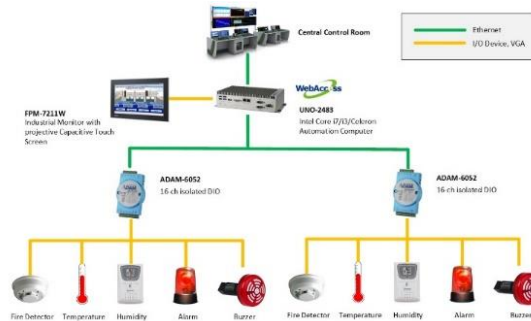 Central Control Room
Ethernet
I/O Device, VGA
WebAccess
FPM-7211W
Industrial Monitor with
projective Capacitive Touch
Screen
UNO-2483
Intel Core i7/i3/Celeron
Automation Computer
ADAM-6052
16-ch isolated DIO
ADAM-6052
16-ch isolated DIO
Fire Detector Temperature Humidity Alarm Buzzer
Fire Detector Temperature Humidity Alarm Buzzer